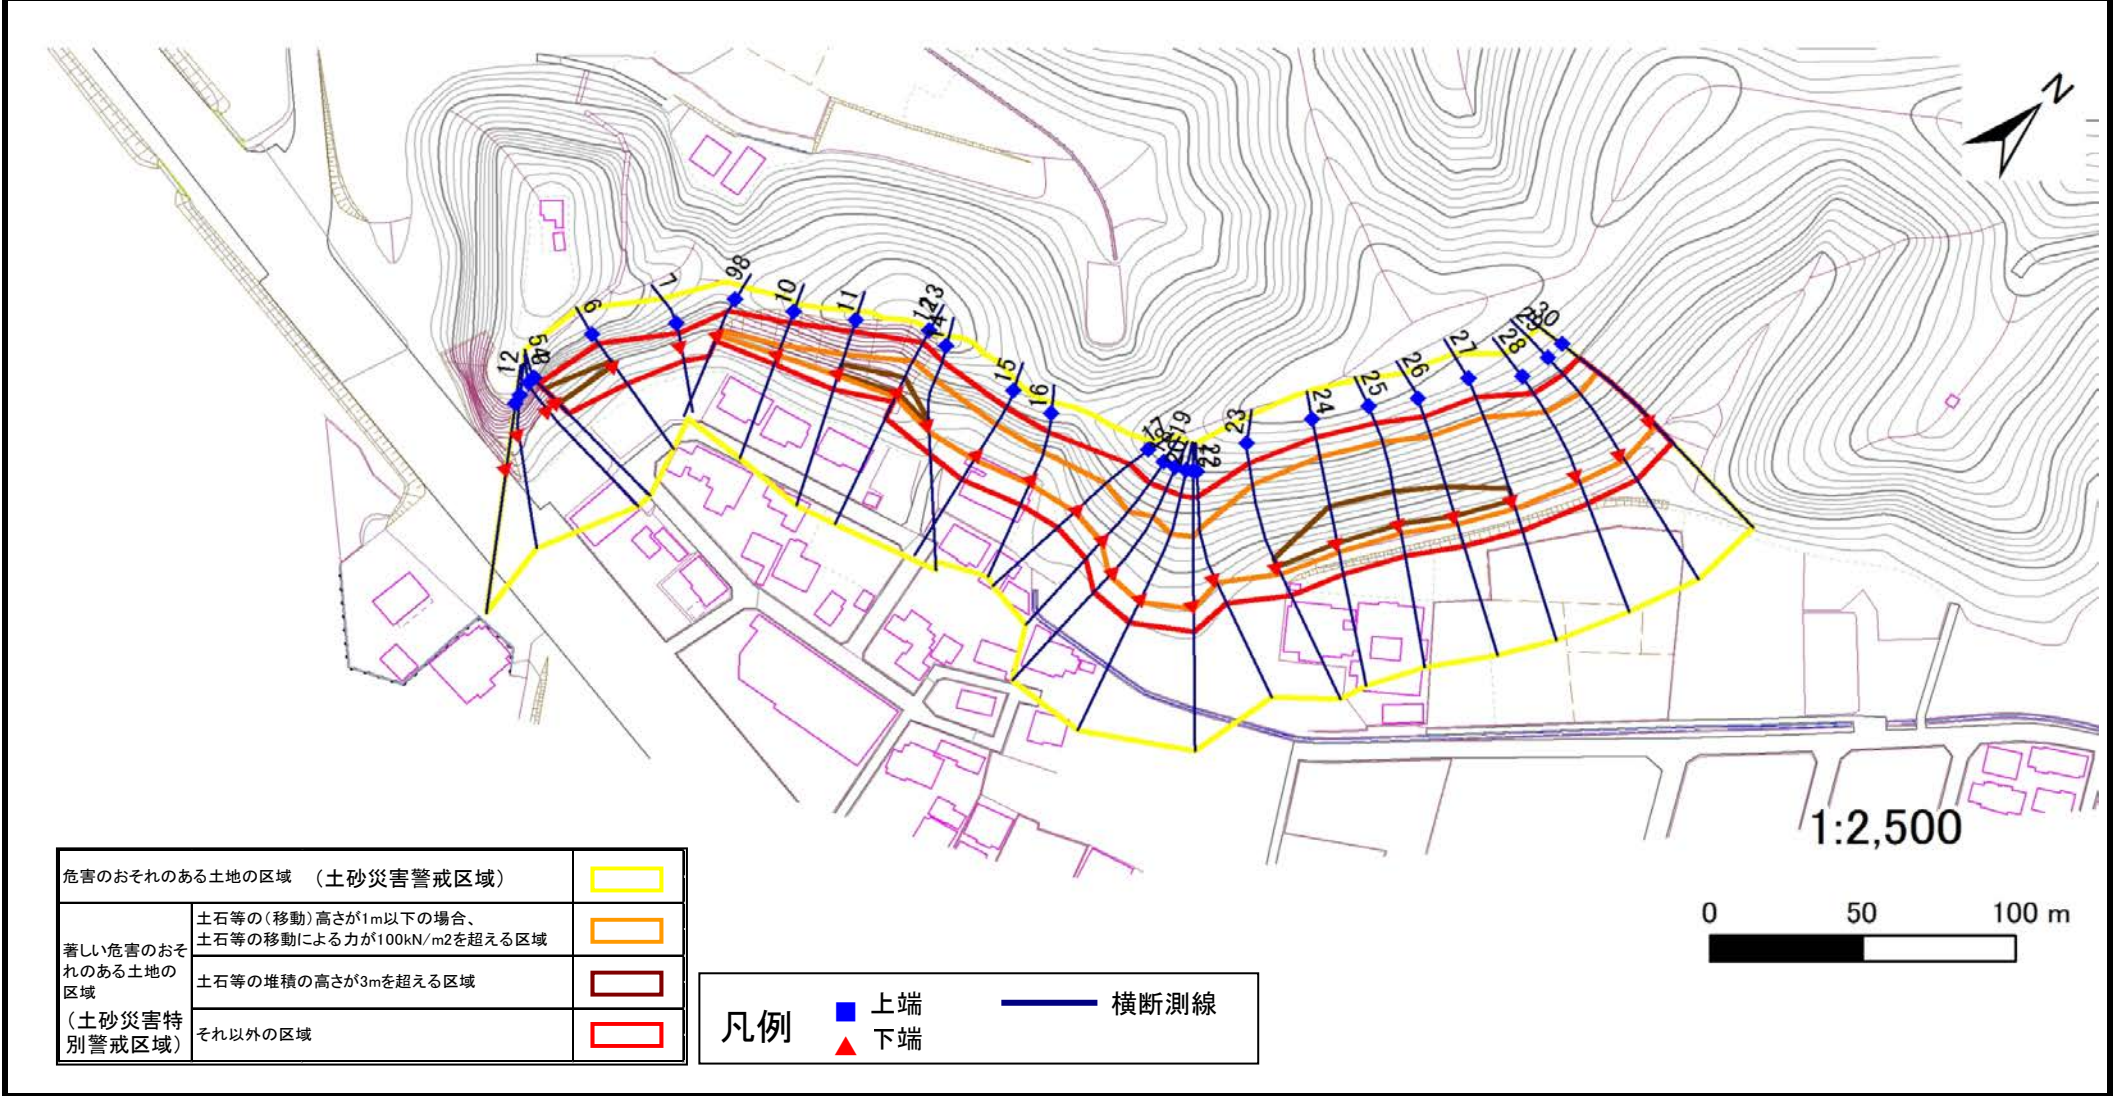 N
98
7
6
10
11
12
13
14
5
12
15
16
17
19
23
24
25
26
27
28
30
1:2,500
0 50 100 m
危害のおそれのある土地の区域 (土砂災害警戒区域)
著しい危害のおそ
れのある土地の
区域
(土砂災害特
別警戒区域)
土石等の(移動)高さが1m以下の場合、
土石等の移動による力が100kN/m2を超える区域
土石等の堆積の高さが3mを超える区域
それ以外の区域
凡例
上端
下端
横断測線